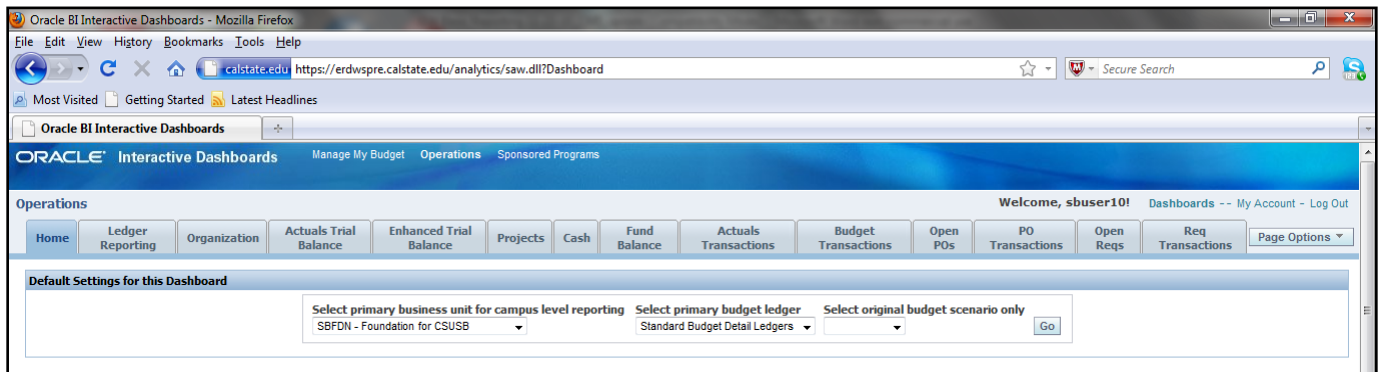 Oracle BI Interactive Dashboards - Mozilla Firefox
File Edit View History Bookmarks Tools Help
calstate.edu https://erdwspre.calstate.edu/analytics/saw.dll?Dashboard Secure Search
Most Visited Getting Started Latest Headlines
Oracle BI Interactive Dashboards
ORACLE Interactive Dashboards Manage My Budget Operations Sponsored Programs
Operations Welcome, sbuser10! Dashboards -- My Account - Log Out
Home Ledger Reporting Organization Actuals Trial Balance Enhanced Trial Balance Projects Cash Fund Balance Actuals Transactions Budget Transactions Open POs PO Transactions Open Reqs Req Transactions Page Options
Default Settings for this Dashboard
Select primary business unit for campus level reporting Select primary budget ledger Select original budget scenario only
SBFDN - Foundation for CSUSB Standard Budget Detail Ledgers Go